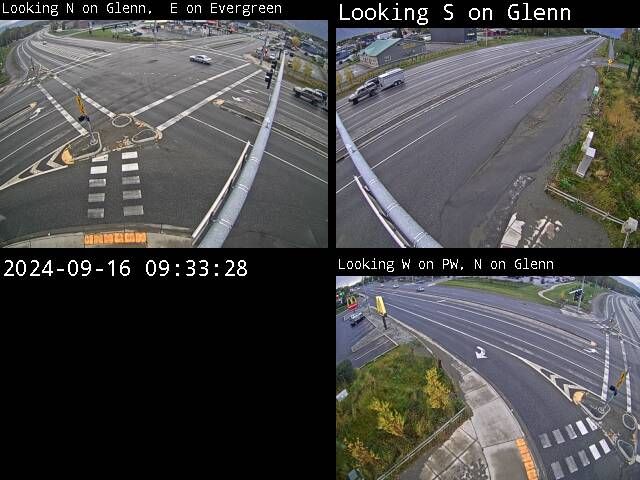 Looking N on Glenn,  E on Evergreen
Looking S on Glenn
2024-09-16 09:33:28
Looking W on PW, N on Glenn